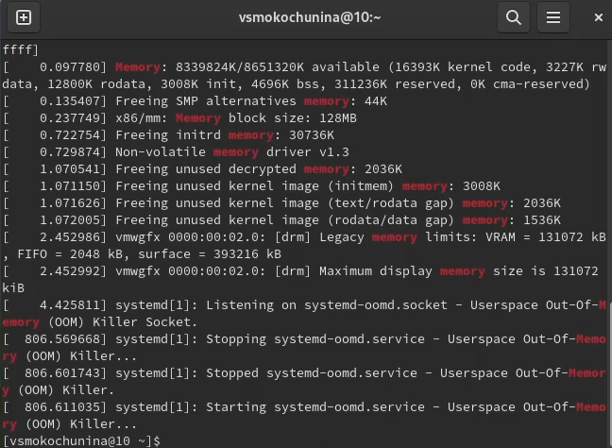 vsmokochunina@10:~
ffff]
[    0.097780] Memory: 8339824K/8651320K available (16393K kernel code, 3227K rw
data, 12800K rodata, 3008K init, 4696K bss, 311236K reserved, 0K cma-reserved)
[    0.135407] Freeing SMP alternatives memory: 44K
[    0.237749] x86/mm: Memory block size: 128MB
[    0.722754] Freeing initrd memory: 30736K
[    0.729874] Non-volatile memory driver v1.3
[    1.070541] Freeing unused decrypted memory: 2036K
[    1.071150] Freeing unused kernel image (initmem) memory: 3008K
[    1.071626] Freeing unused kernel image (text/rodata gap) memory: 2036K
[    1.072005] Freeing unused kernel image (rodata/data gap) memory: 1536K
[    2.452986] vmwgfx 0000:00:02.0: [drm] Legacy memory limits: VRAM = 131072 kB
, FIFO = 2048 kB, surface = 393216 kB
[    2.452992] vmwgfx 0000:00:02.0: [drm] Maximum display memory size is 131072
kiB
[    4.425811] systemd[1]: Listening on systemd-oomd.socket - Userspace Out-Of-M
emory (OOM) Killer Socket.
[  806.569668] systemd[1]: Stopping systemd-oomd.service - Userspace Out-Of-Memo
ry (OOM) Killer...
[  806.601743] systemd[1]: Stopped systemd-oomd.service - Userspace Out-Of-Memor
y (OOM) Killer.
[  806.611035] systemd[1]: Starting systemd-oomd.service - Userspace Out-Of-Memo
ry (OOM) Killer...
[vsmokochunina@10 ~]$